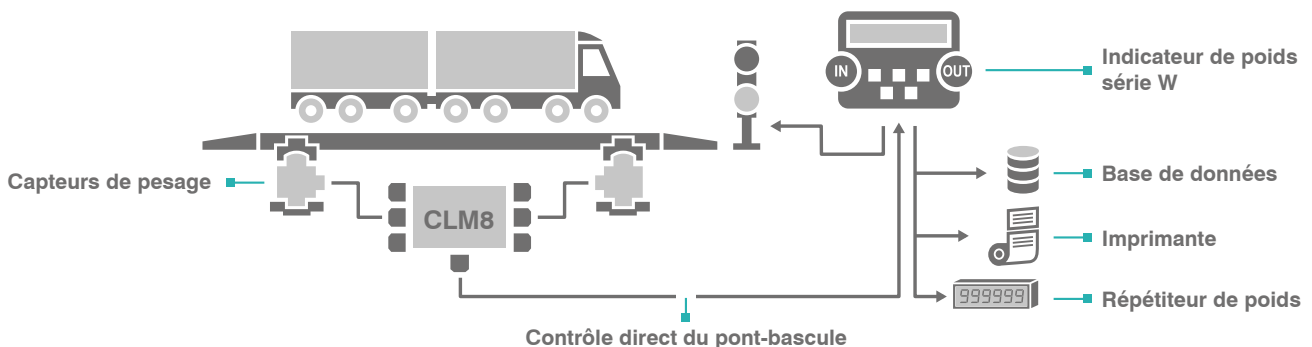 IN
OUT
Indicateur de poids
série W
Capteurs de pesage
CLM8
Base de données
Imprimante
999999
Répétiteur de poids
Contrôle direct du pont-bascule